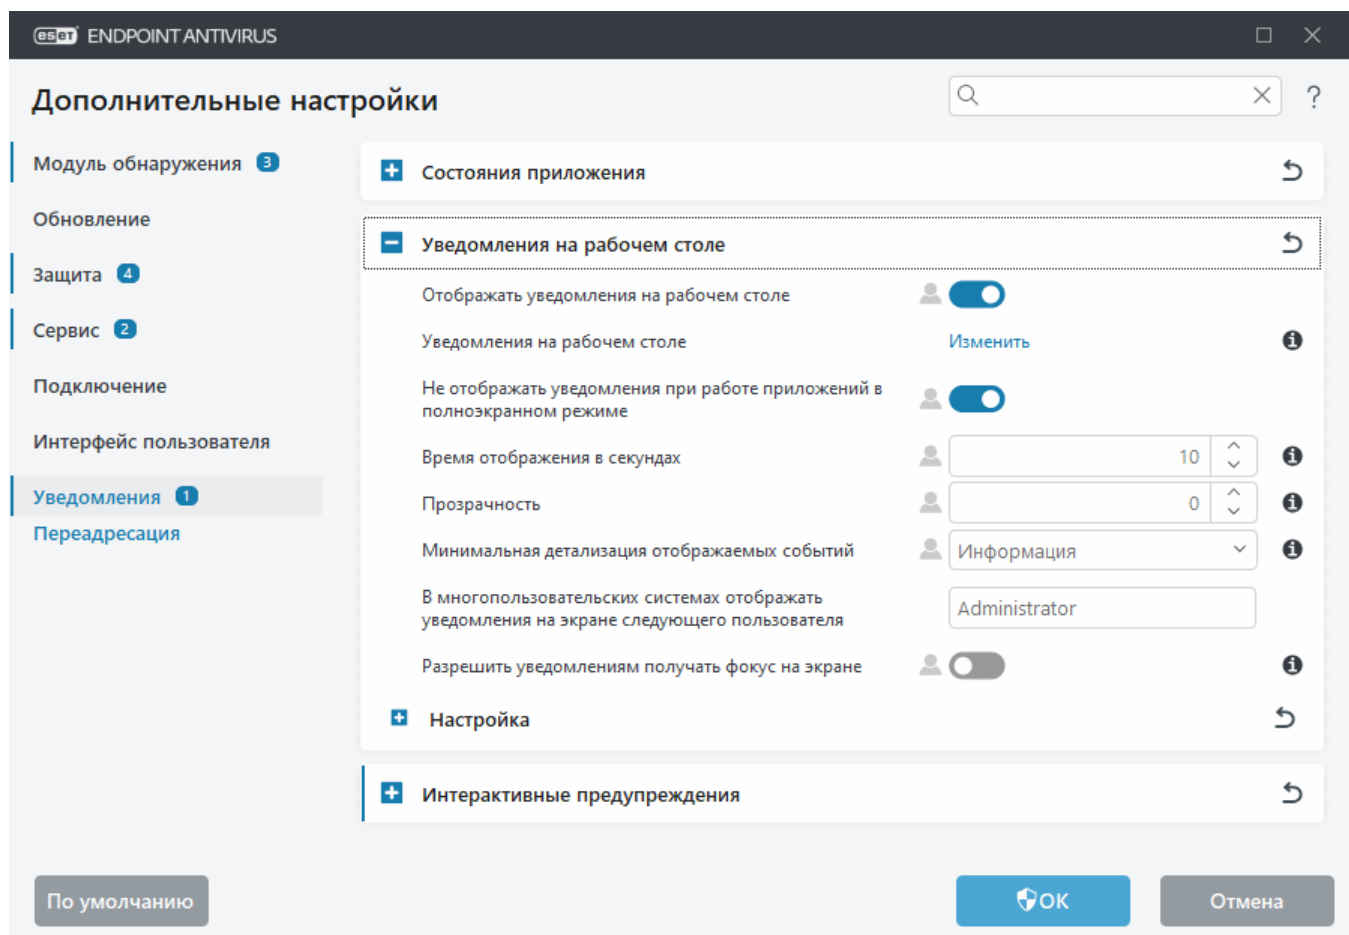 eset ENDPOINT ANTIVIRUS
Дополнительные настройки
?
Модуль обнаружения 3
Обновление
Защита 4
Сервис 2
Подключение
Интерфейс пользователя
Уведомления 1
Переадресация
Состояния приложения
Уведомления на рабочем столе
Отображать уведомления на рабочем столе
Уведомления на рабочем столе
Изменить
Не отображать уведомления при работе приложений в
полноэкранном режиме
Время отображения в секундах
10
Прозрачность
0
Минимальная детализация отображаемых событий
Информация
В многопользовательских системах отображать
уведомления на экране следующего пользователя
Administrator
Разрешить уведомлениям получать фокус на экране
Настройка
Интерактивные предупреждения
По умолчанию
ОК
Отмена